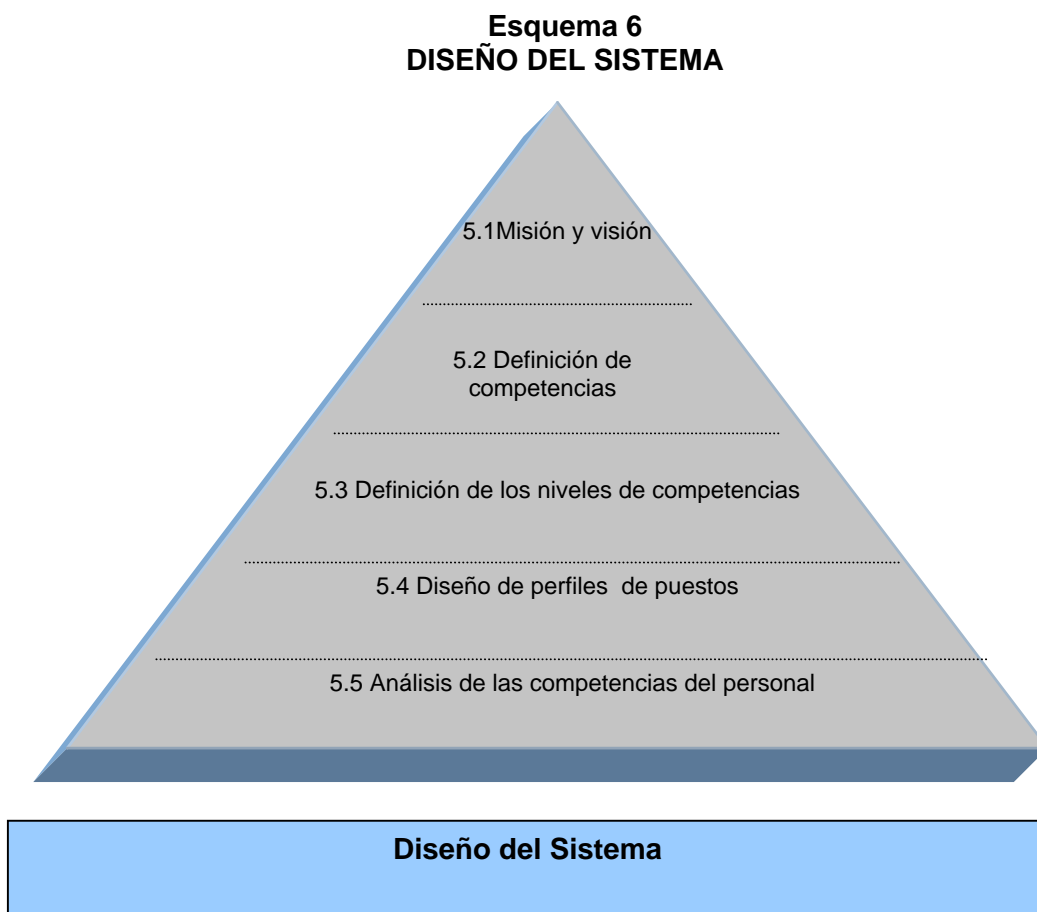 Esquema 6
DISEÑO DEL SISTEMA
5.1Misión y visión
5.2 Definición de
competencias
5.3 Definición de los niveles de competencias
5.4 Diseño de perfiles  de puestos
5.5 Análisis de las competencias del personal
Diseño del Sistema